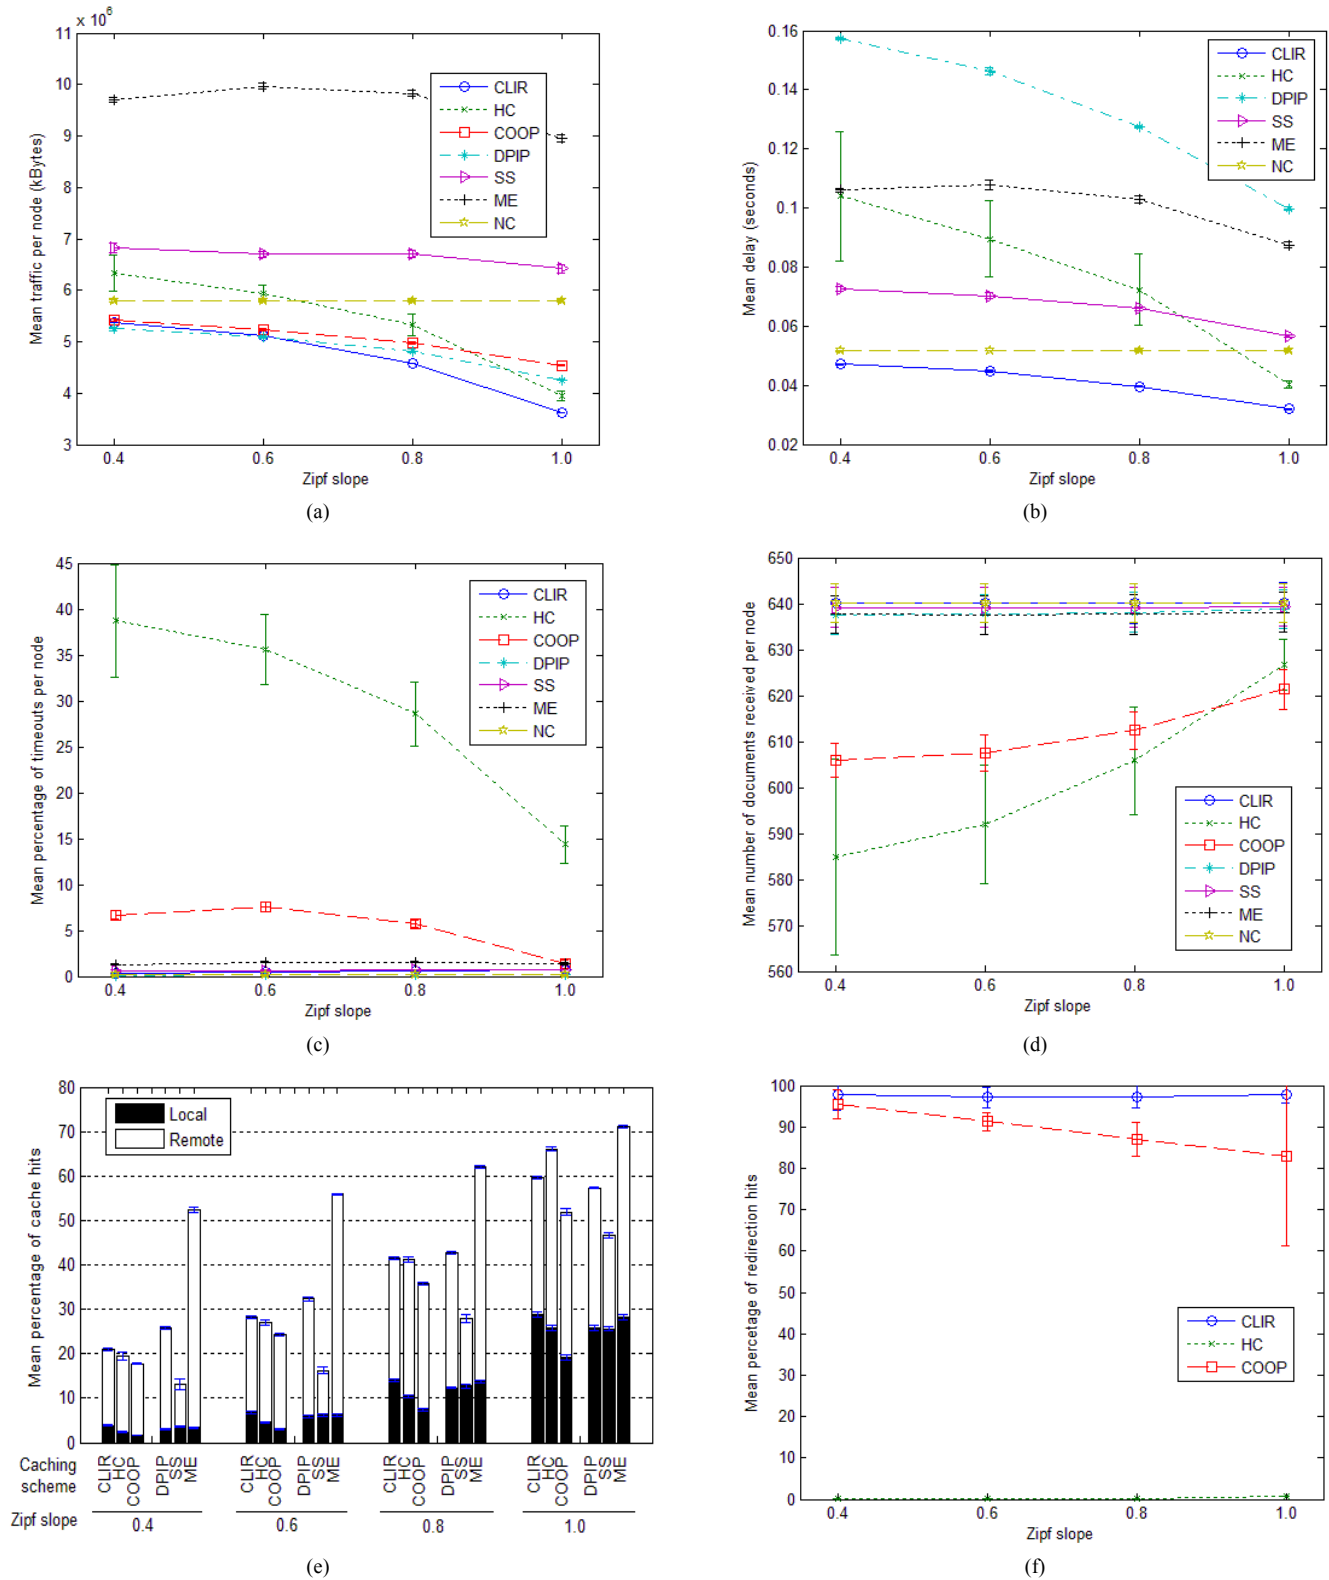 × 10⁶
11
10
9
8
7
6
5
4
3
0.4 0.6 0.8 1.0
Mean traffic per node (kBytes)
Zipf slope
CLIR
HC
COOP
DPIP
SS
ME
NC
(a)
0.16
0.14
0.12
0.1
0.08
0.06
0.04
0.02
0.4 0.6 0.8 1.0
Mean delay (seconds)
Zipf slope
CLIR
HC
DPIP
SS
ME
NC
(b)
45
40
35
30
25
20
15
10
5
0
0.4 0.6 0.8 1.0
Mean percentage of timeouts per node
Zipf slope
CLIR
HC
COOP
DPIP
SS
ME
NC
(c)
650
640
630
620
610
600
590
580
570
560
0.4 0.6 0.8 1.0
Mean number of documents received per node
Zipf slope
CLIR
HC
COOP
DPIP
SS
ME
NC
(d)
80
70
60
50
40
30
20
10
0
Mean percentage of cache hits
Local
Remote
Caching scheme
CLIR HC COOP DPIP SS ME
CLIR HC COOP DPIP SS ME
CLIR HC COOP DPIP SS ME
CLIR HC COOP DPIP SS ME
Zipf slope
0.4 0.6 0.8 1.0
(e)
100
90
80
70
60
50
40
30
20
10
0
0.4 0.6 0.8 1.0
Mean percetage of redirection hits
Zipf slope
CLIR
HC
COOP
(f)